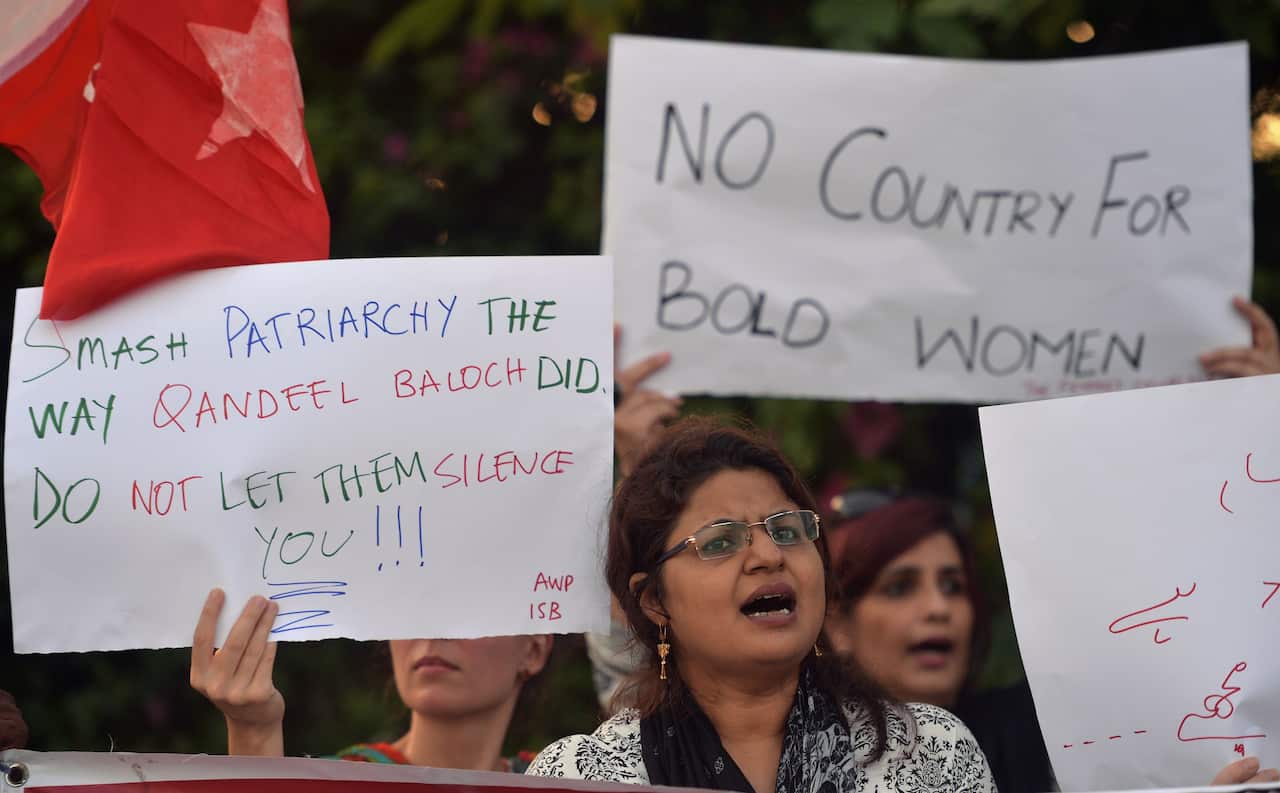 SMASH PATRIARCHY THE
WAY QANDEEL BALOCH DID.
DO NOT LET THEM SILENCE
YOU!!!
AWP
ISB
NO COUNTRY FOR
BOLD WOMEN